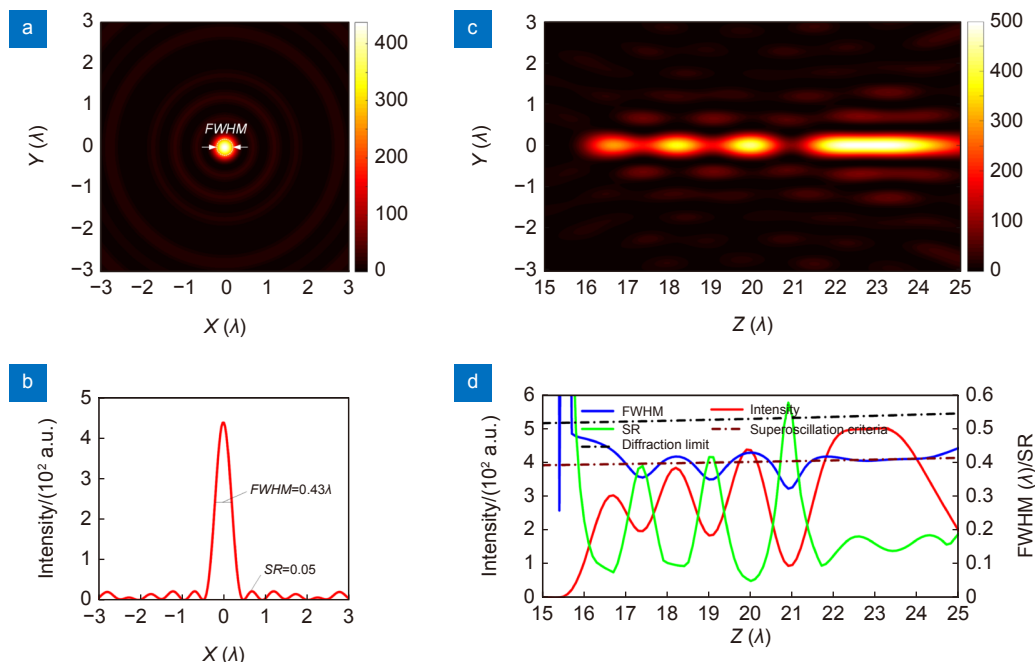 a
3
2
1
0
−1
−2
−3
Y (λ)
−3 −2 −1 0 1 2 3
X (λ)
FWHM
400
300
200
100
0
c
3
2
1
0
−1
−2
−3
Y (λ)
15 16 17 18 19 20 21 22 23 24 25
Z (λ)
500
400
300
200
100
0
b
5
4
3
2
1
0
Intensity/(10² a.u.)
FWHM=0.43λ
SR=0.05
−3 −2 −1 0 1 2 3
X (λ)
d
6
5
4
3
2
1
0
Intensity/(10² a.u.)
FWHM
Intensity
SR
Superoscillation criteria
Diffraction limit
0.6
0.5
0.4
0.3
0.2
0.1
0
FWHM (λ)/SR
15 16 17 18 19 20 21 22 23 24 25
Z (λ)